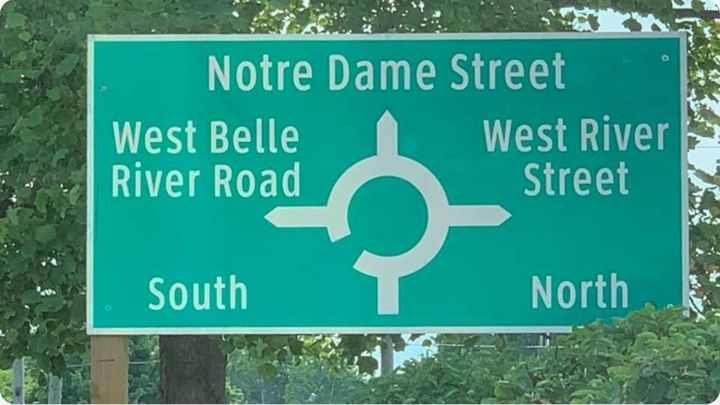 Notre Dame Street
West Belle
River Road
West River
Street
South
North